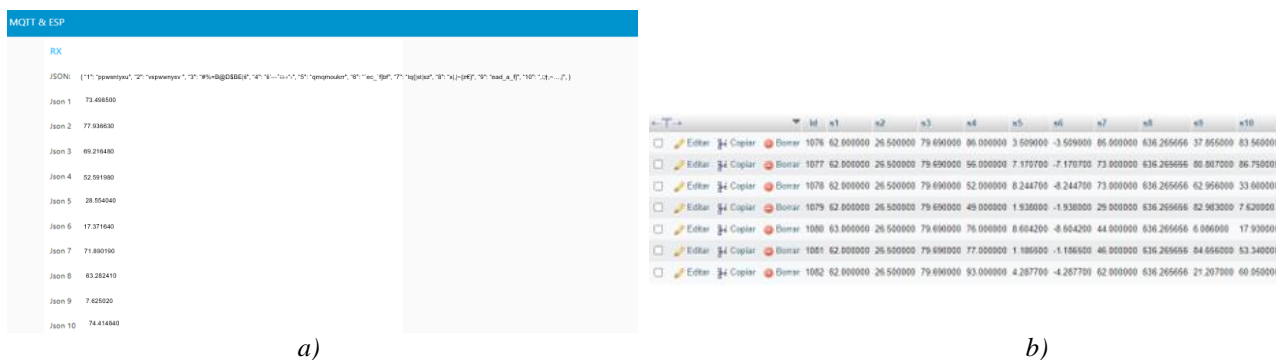 MQTT & ESP
RX
JSON:
Json 1 73.498500
Json 2 77.936630
Json 3 69.216480
Json 4 52.591980
Json 5 28.554040
Json 6 17.371640
Json 7 71.890190
Json 8 63.282410
Json 9 7.625020
Json 10 74.414840
a)
Id s1 s2 s3 s4 s5 s6 s7 s8 s9 s10
Editar Copiar Borrar 1076 62.000000 26.500000 79.690000 86.000000 3.509000 -3.509000 85.000000 636.265656 37.855000 83.560000
Editar Copiar Borrar 1077 62.000000 26.500000 79.690000 56.000000 7.170700 -7.170700 73.000000 636.265656 80.807000
Editar Copiar Borrar 1078 62.000000 26.500000 79.690000 52.000000 8.244700 -8.244700 73.000000 636.265656 62.956000
Editar Copiar Borrar 1079 62.000000 26.500000 79.690000 49.000000 1.938000 -1.938000 29.000000 636.265656 82.983000 7.620000
Editar Copiar Borrar 1080 63.000000 26.500000 79.690000 76.000000 8.604200 -8.604200 44.000000 636.265656 6.086000
Editar Copiar Borrar 1081 62.000000 26.500000 79.690000 77.000000 1.186500 -1.186500 46.000000 636.265656 84.656000
Editar Copiar Borrar 1082 62.000000 26.500000 79.690000 93.000000 4.287700 -4.287700 62.000000 636.265656 21.207000
b)